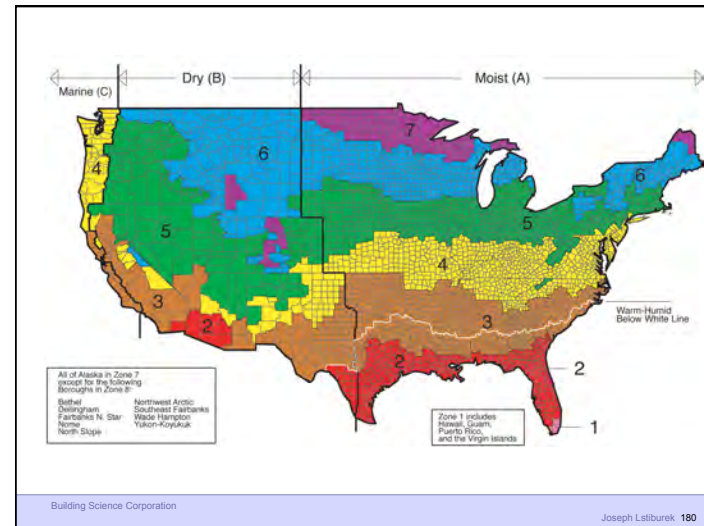 Marine (C)
Dry (B)
Moist (A)
7
6
6
4
5
5
4
3
3
Warm-Humid
Below White Line
2
2
2
1
All of Alaska in Zone 7
except for the following
Boroughs in Zone 8:
Bethel Northwest Arctic
Dellingham Southeast Fairbanks
Fairbanks N. Star Wade Hampton
Nome Yukon-Koyukuk
North Slope
Zone 1 includes
Hawaii, Guam,
Puerto Rico,
and the Virgin Islands
Building Science Corporation
Joseph Lstiburek 180